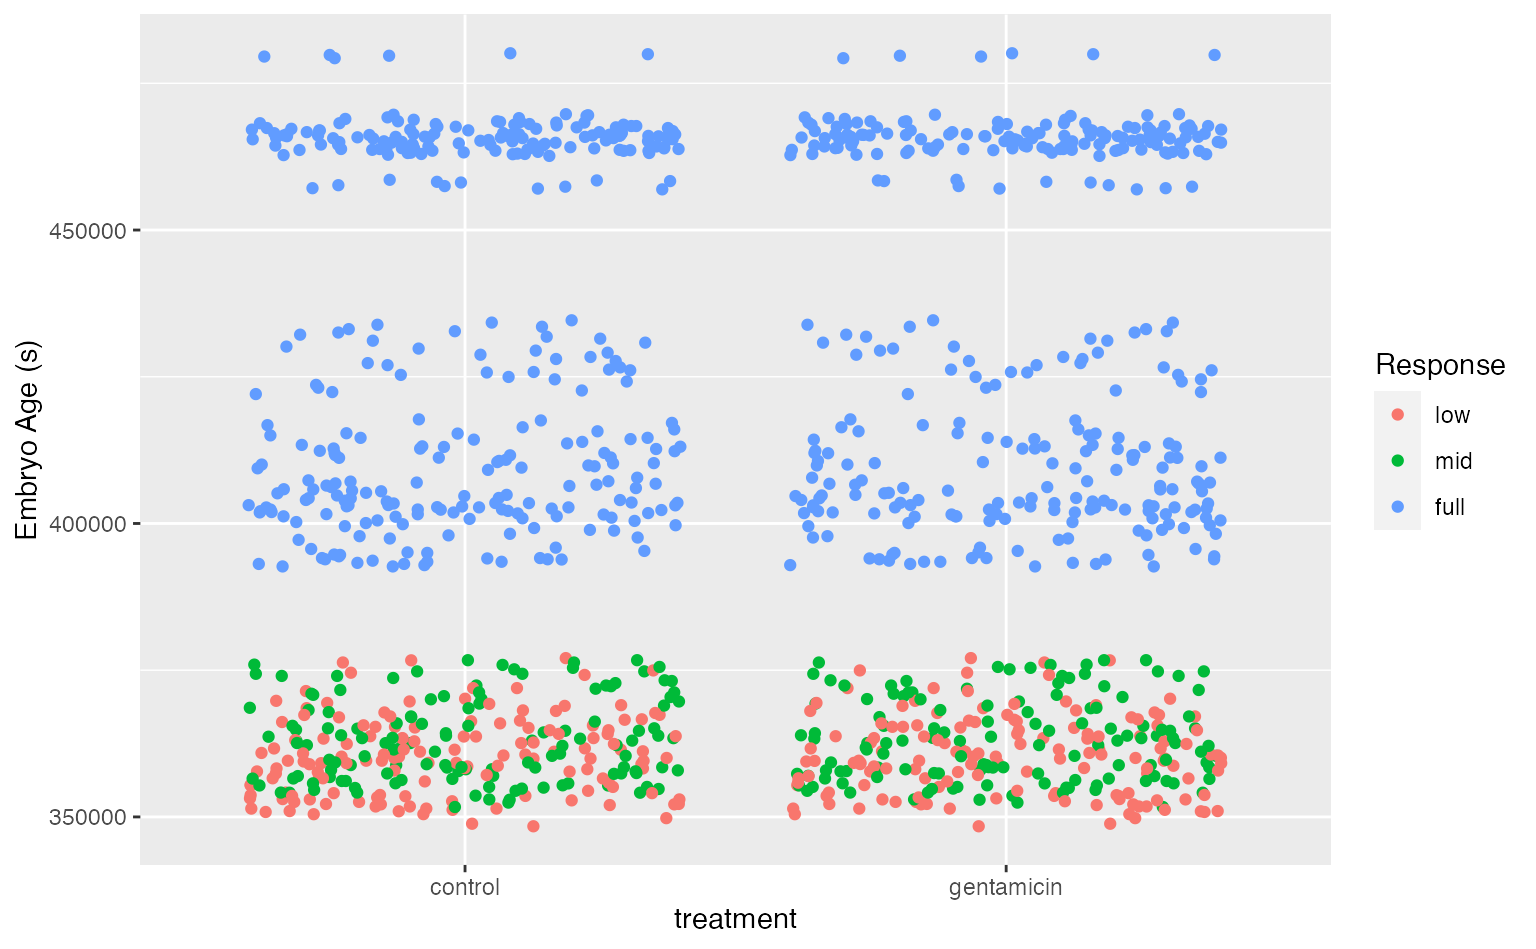 Embryo Age (s)
450000
400000
350000
control
gentamicin
treatment
Response
low
mid
full